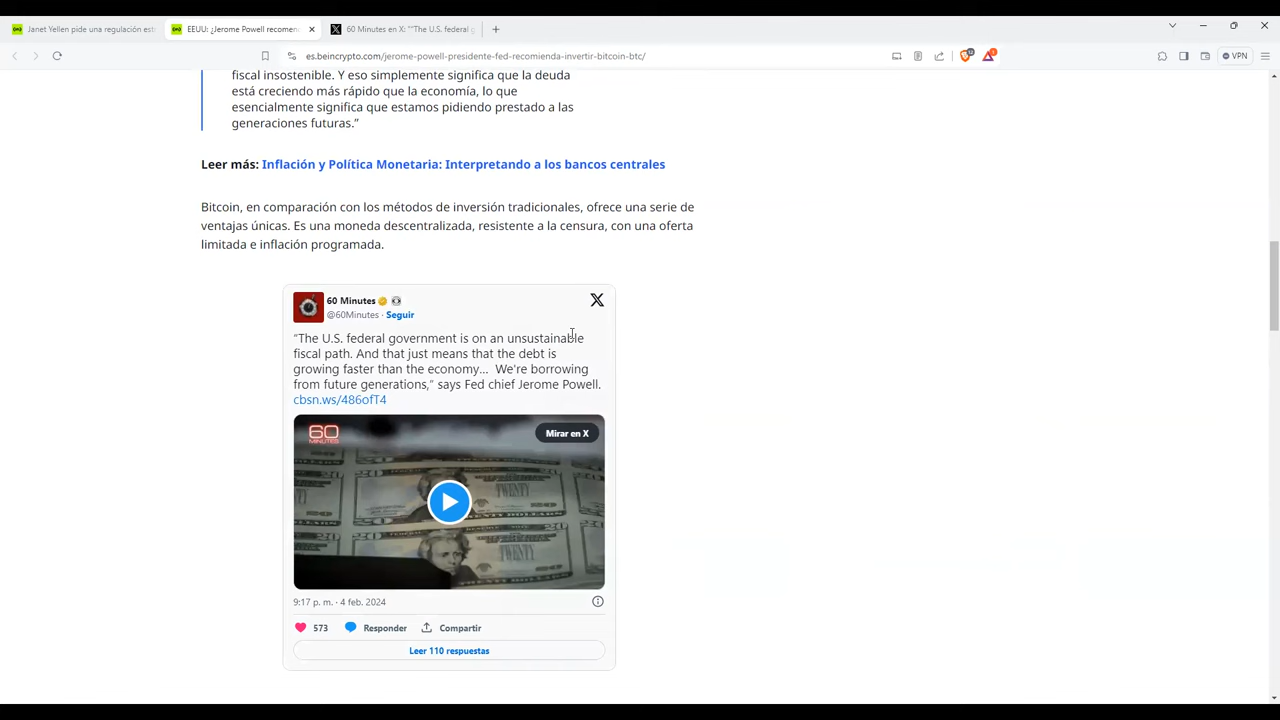 Janet Yellen pide una regulación est
EEUU: ¿Jerome Powell recomien
60 Minutes en X: "“The U.S. federal g
es.beincrypto.com/jerome-powell-presidente-fed-recomienda-invertir-bitcoin-btc/
VPN
fiscal insostenible. Y eso simplemente significa que la deuda
está creciendo más rápido que la economía, lo que
esencialmente significa que estamos pidiendo prestado a las
generaciones futuras.”
Leer más: Inflación y Política Monetaria: Interpretando a los bancos centrales
Bitcoin, en comparación con los métodos de inversión tradicionales, ofrece una serie de
ventajas únicas. Es una moneda descentralizada, resistente a la censura, con una oferta
limitada e inflación programada.
60 Minutes
@60Minutes · Seguir
“The U.S. federal government is on an unsustainable
fiscal path. And that just means that the debt is
growing faster than the economy… We're borrowing
from future generations,” says Fed chief Jerome Powell.
cbsn.ws/486ofT4
60
MINUTES
Mirar en X
TWENTY
TWENTY
TWENTY
9:17 p. m. · 4 feb. 2024
573
Responder
Compartir
Leer 110 respuestas